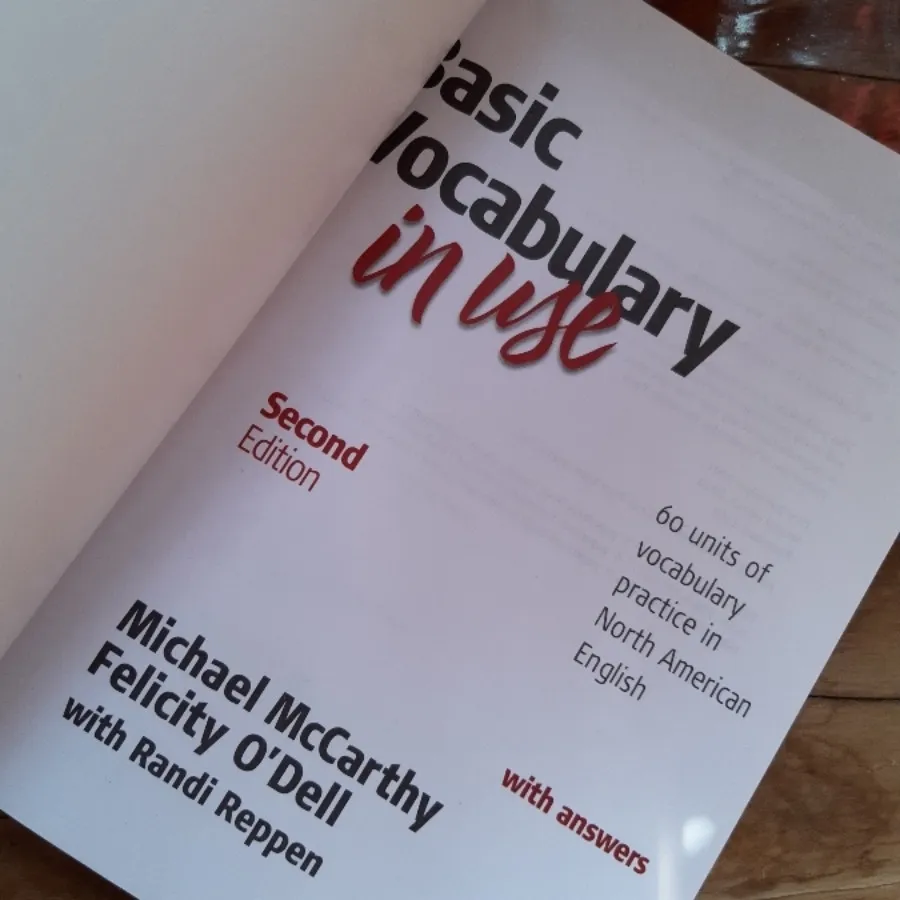 Basic
Vocabulary
in use
Second
Edition
60 units of
vocabulary
practice in
North American
English
Michael McCarthy
Felicity O'Dell
with Randi Reppen
with answers